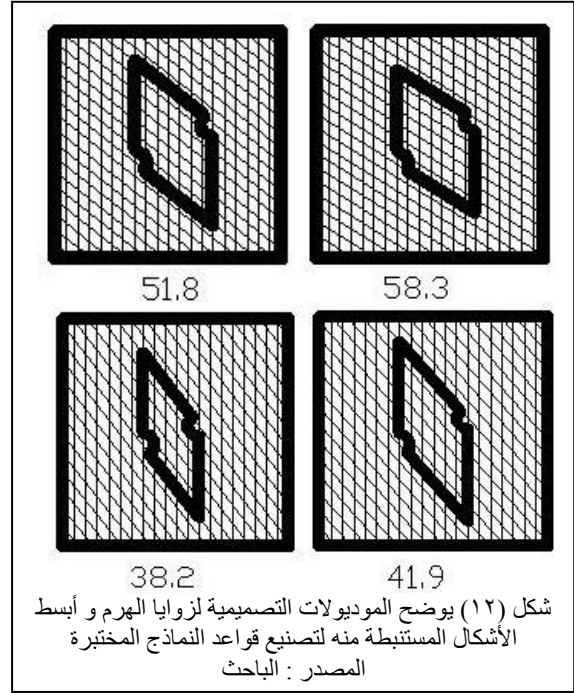 51.8
58.3
38.2
41.9
شكل (١٢) يوضح الموديولات التصميمية لزوايا الهرم و أبسط
الأشكال المستنبطة منه لتصنيع قواعد النماذج المختبرة
المصدر : الباحث